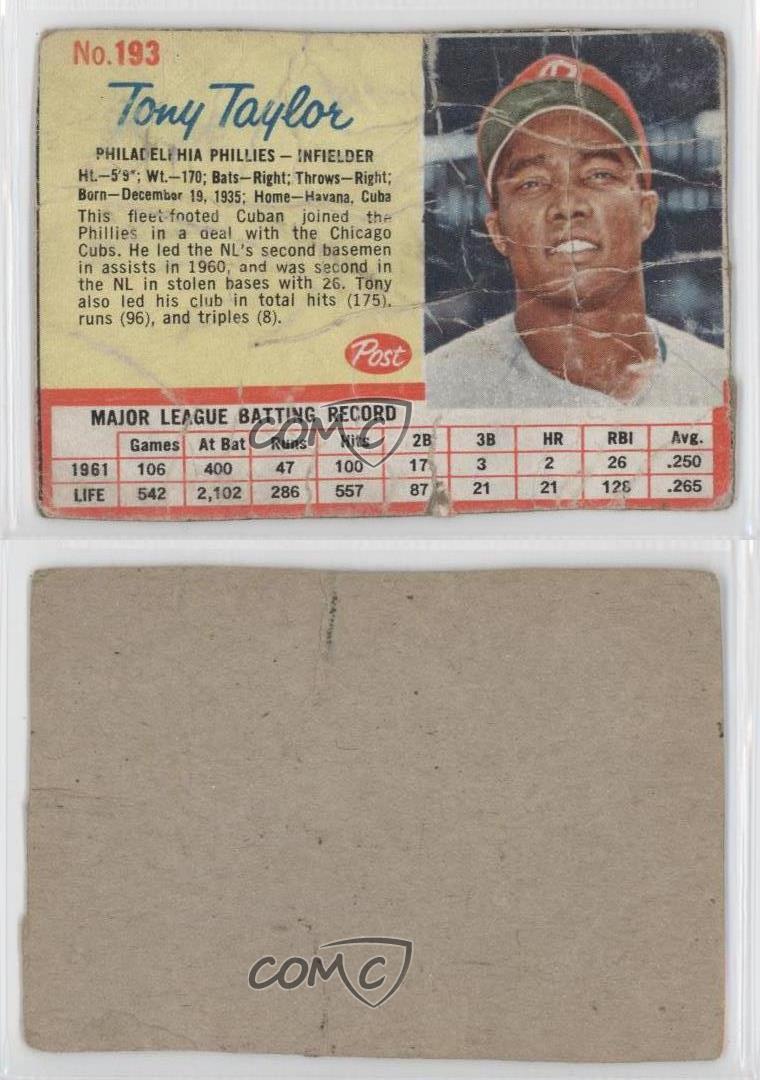 No.193
Tony Taylor
PHILADELPHIA PHILLIES — INFIELDER
Ht.—5'9"; Wt.—170; Bats—Right; Throws—Right;
Born—December 19, 1935; Home—Havana, Cuba
This fleet-footed Cuban joined the
Phillies in a deal with the Chicago
Cubs. He led the NL's second basemen
in assists in 1960, and was second in
the NL in stolen bases with 26. Tony
also led his club in total hits (175),
runs (96), and triples (8).
Post
MAJOR LEAGUE BATTING RECORD
Games At Bat Runs Hits 2B 3B HR RBI Avg.
1961 106 400 47 100 17 3 2 26 .250
LIFE 542 2,102 286 557 87 21 21 128 .265
COMC
COMC